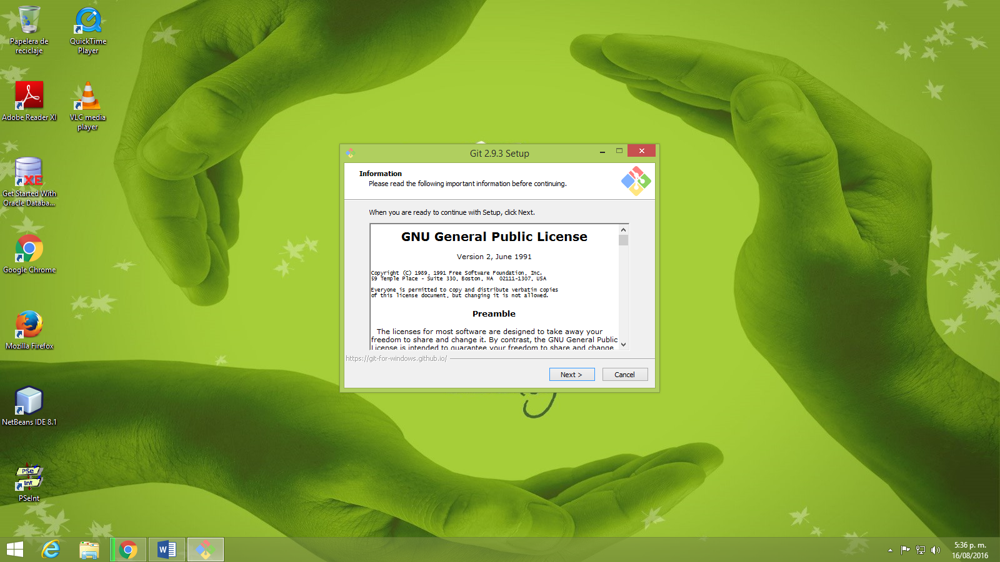 Papelera de
reciclaje
QuickTime
Player
Adobe Reader XI
VLC media
player
XE
Get Started With
Oracle Databa...
Google Chrome
Mozilla Firefox
NetBeans IDE 8.1
PSe
Int
PSeInt
Git 2.9.3 Setup
Information
Please read the following important information before continuing.
When you are ready to continue with Setup, click Next.
GNU General Public License
Version 2, June 1991
Copyright (C) 1989, 1991 Free Software Foundation, Inc.
59 Temple Place - Suite 330, Boston, MA  02111-1307, USA
Everyone is permitted to copy and distribute verbatim copies
of this license document, but changing it is not allowed.
Preamble
The licenses for most software are designed to take away your
freedom to share and change it. By contrast, the GNU General Public
License is intended to guarantee your freedom to share and change
https://git-for-windows.github.io/
Next >
Cancel
W
5:36 p. m.
16/08/2016